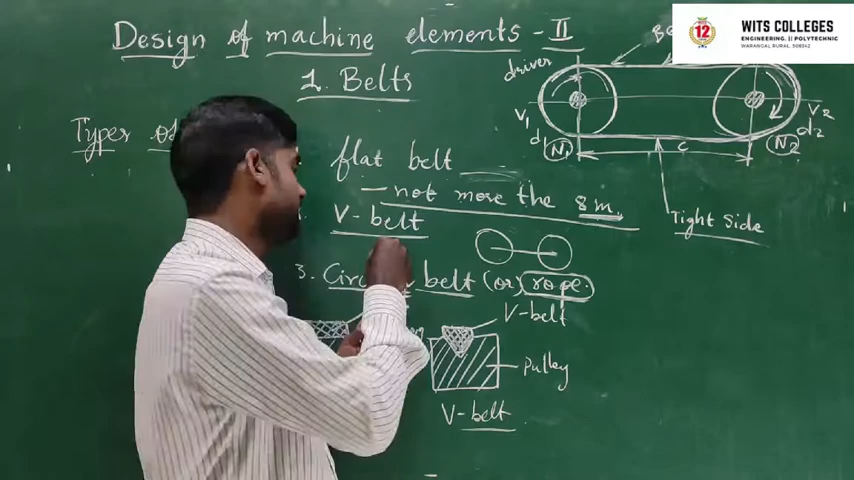 Design of machine elements - II
1. Belts
Types of
flat belt
- not more the 8 m.
V-belt
3. belt (or) rope.
V-belt
Pulley
V-belt
driver
V1
d1
N1
C
V2
d2
N2
Tight side
12
WITS COLLEGES
ENGINEERING. || POLYTECHNIC
WARANGAL RURAL, 506342